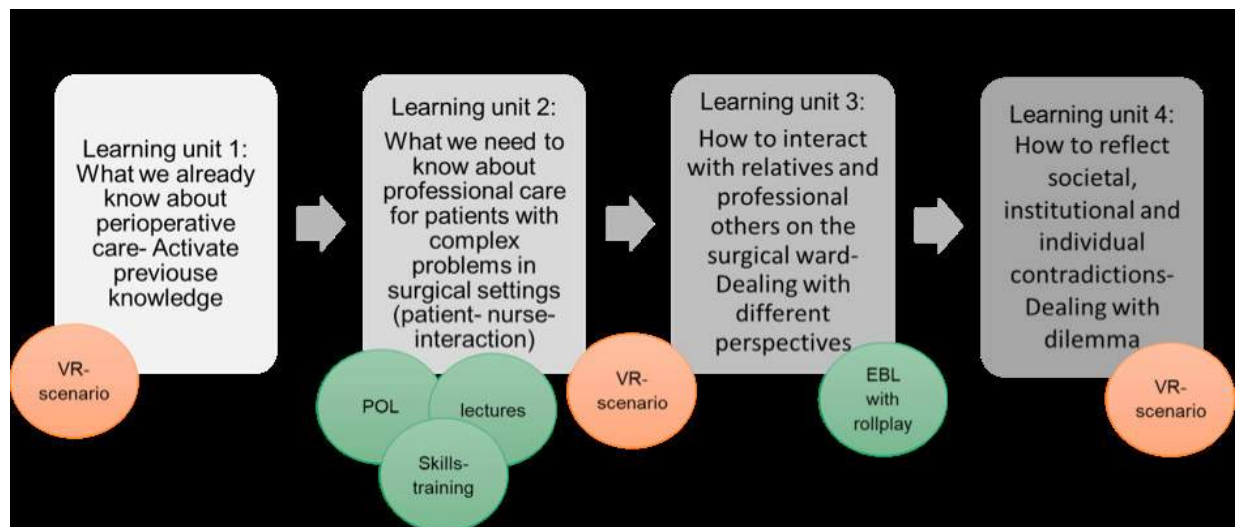 Learning unit 1:
What we already
know about
perioperative
care- Activate
previouse
knowledge
VR-
scenario
Learning unit 2:
What we need to
know about
professional care
for patients with
complex
problems in
surgical settings
(patient- nurse-
interaction)
POL
lectures
Skills-
training
Learning unit 3:
How to interact
with relatives and
professional
others on the
surgical ward-
Dealing with
different
perspectives
VR-
scenario
EBL
with
rollplay
Learning unit 4:
How to reflect
societal,
institutional and
individual
contradictions-
Dealing with
dilemma
VR-
scenario